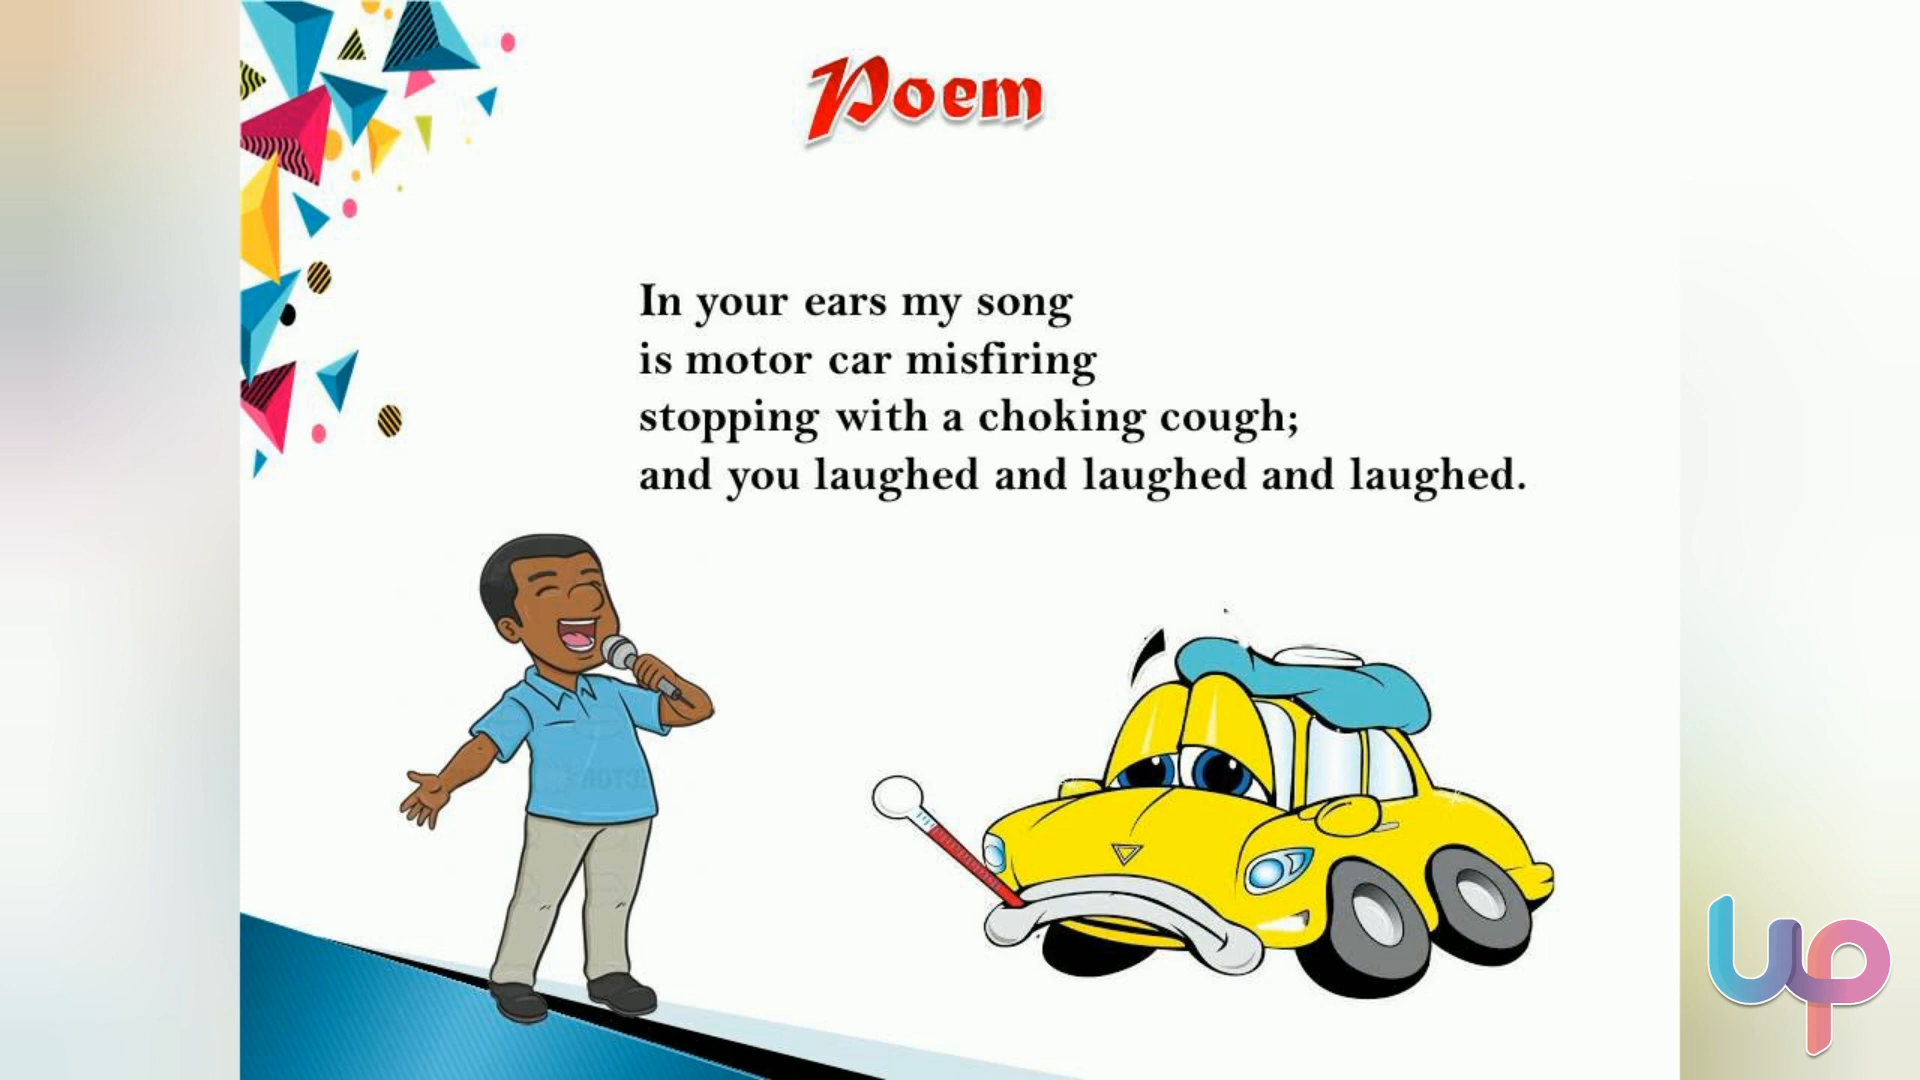 Poem
In your ears my song
is motor car misfiring
stopping with a choking cough;
and you laughed and laughed and laughed.
up